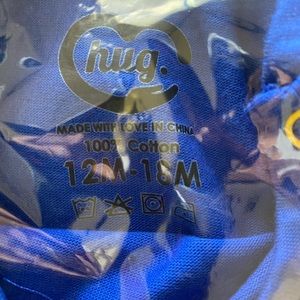 hug.
MADE WITH LOVE IN CHINA
100% Cotton
12M-18M